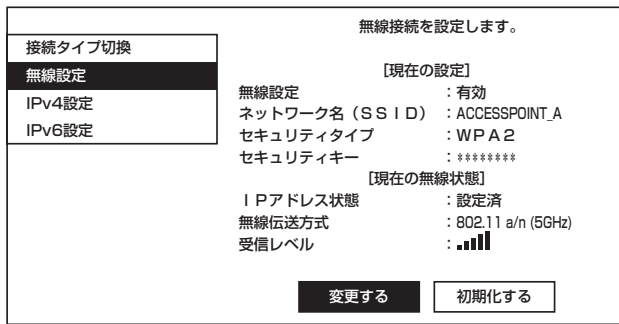 無線接続を設定します。
接続タイプ切換
無線設定
IPv4設定
IPv6設定
[現在の設定]
無線設定 :有効
ネットワーク名（ＳＳＩＤ） :ACCESSPOINT_A
セキュリティタイプ :ＷＰＡ２
セキュリティキー :********
[現在の無線状態]
ＩＰアドレス状態 :設定済
無線伝送方式 :802.11 a/n (5GHz)
受信レベル :
変更する 初期化する